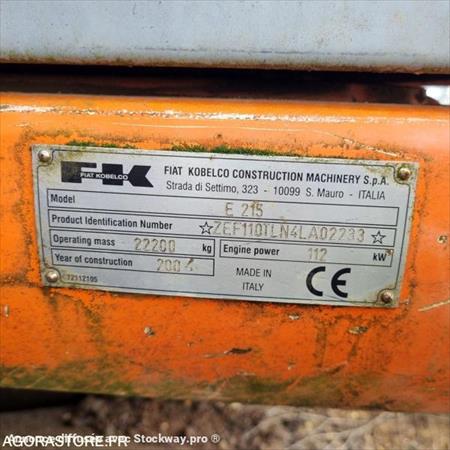 FK
FIAT KOBELCO
FIAT KOBELCO CONSTRUCTION MACHINERY S.p.A.
Strada di Settimo, 323 - 10099 S. Mauro - ITALIA
Model E 215
Product Identification Number ☆ZEF110TLN4LA02233☆
Operating mass 22200 kg Engine power 112 kW
Year of construction 2004
MADE IN
ITALY
CE
72112105
Annonce diffusée avec Stockway.pro ®
AGORASTORE.FR